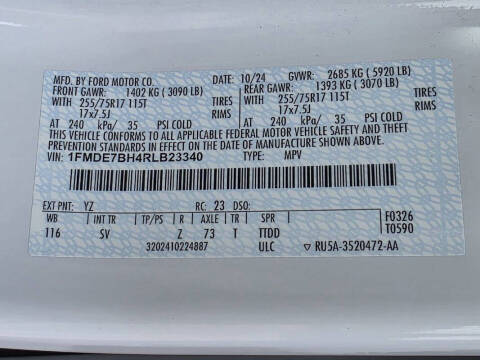 MFD. BY FORD MOTOR CO. 10/24 GVWR: 2685 KG ( 5920 LB)
FRONT GAWR: 1402 KG ( 3090 LB) REAR GAWR: 1393 KG ( 3070 LB)
WITH 255/75R17 115T TIRES WITH 255/75R17 115T TIRES
17x7.5J RIMS 17x7.5J RIMS
AT 240 kPa/ 35 PSI COLD AT 240 kPa/ 35 PSI COLD
THIS VEHICLE CONFORMS TO ALL APPLICABLE FEDERAL MOTOR VEHICLE SAFETY AND THEFT
PREVENTION STANDARDS IN EFFECT ON THE DATE OF MANUFACTURE SHOWN ABOVE.
VIN: 1FMDE7BH4RLB23340 TYPE: MPV
EXT PNT: YZ RC: 23 DSO:
WB INT TR TP/PS R AXLE TR SPR F0326
116 SV Z 73 T TTDD T0590
3202410224887 ULC ▽ RU5A-3520472-AA